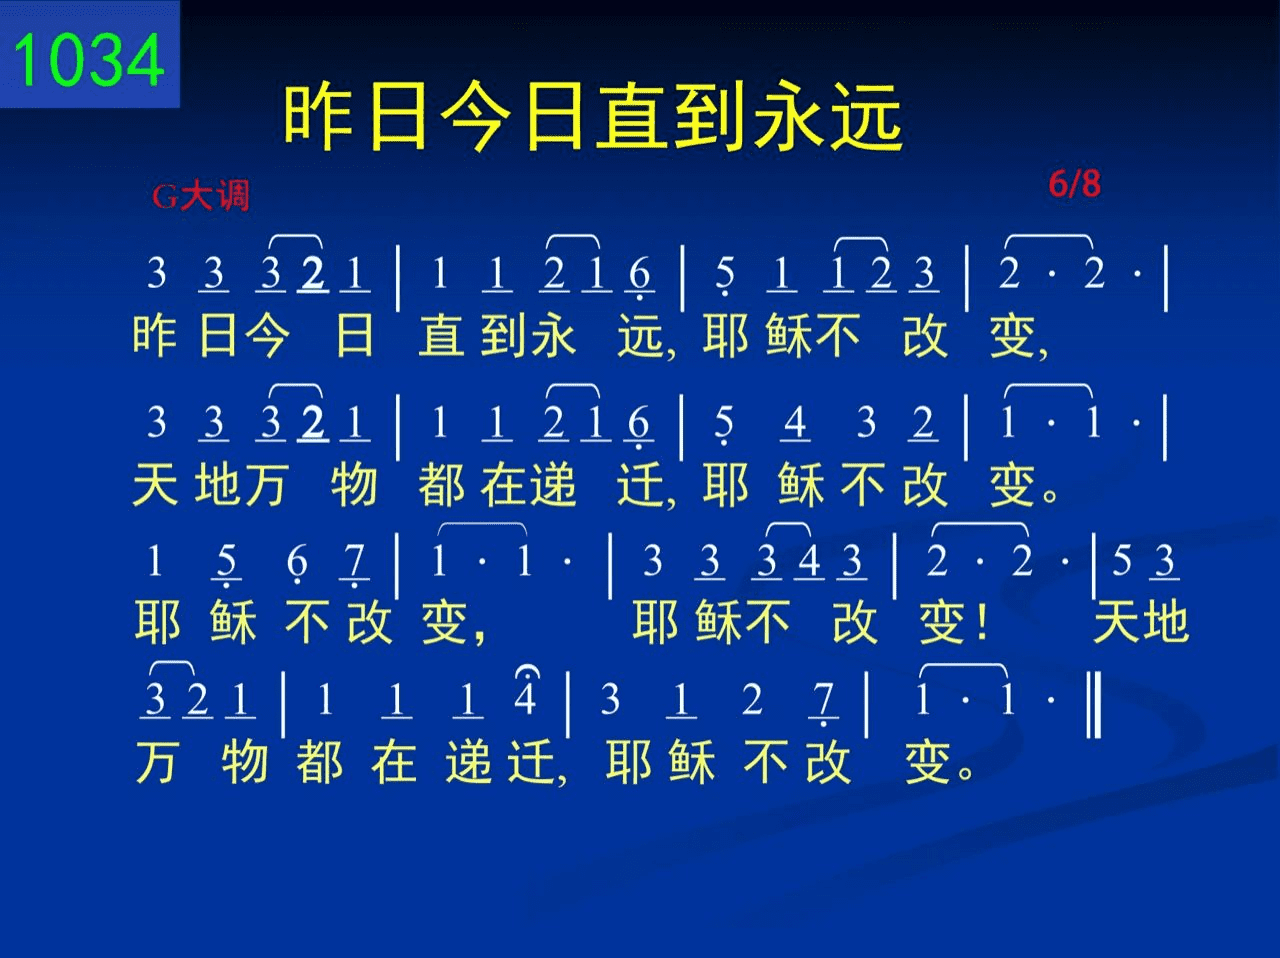 1034
昨日今日直到永远
G大调 6/8
3 3 3 2 1 | 1 1 2 1 6 | 5 1 1 2 3 | 2 · 2 · |
昨 日今 日 直 到永 远, 耶 稣不 改 变,
3 3 3 2 1 | 1 1 2 1 6 | 5 4 3 2 | 1 · 1 · |
天 地万 物 都 在递 迁, 耶 稣 不 改 变。
1 5 6 7 | 1 · 1 · | 3 3 3 4 3 | 2 · 2 · | 5 3
耶 稣 不 改 变, 耶 稣不 改 变! 天地
3 2 1 | 1 1 1 4 | 3 1 2 7 | 1 · 1 · ‖
万 物 都 在 递 迁, 耶 稣 不 改 变。